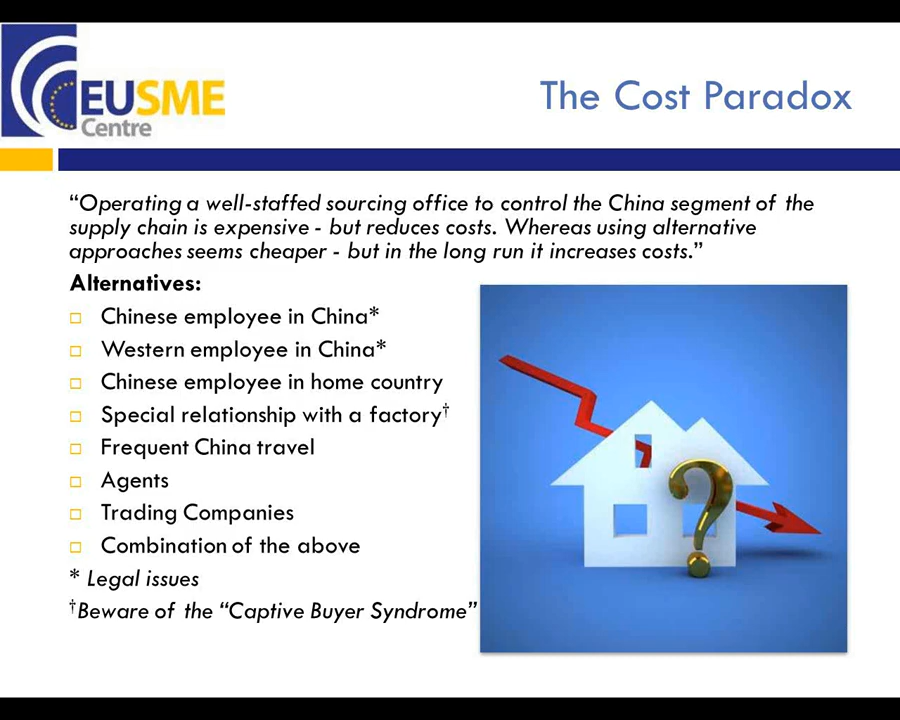 EUSME
Centre
The Cost Paradox
“Operating a well-staffed sourcing office to control the China segment of the
supply chain is expensive - but reduces costs. Whereas using alternative
approaches seems cheaper - but in the long run it increases costs.”
Alternatives:
Chinese employee in China*
Western employee in China*
Chinese employee in home country
Special relationship with a factory†
Frequent China travel
Agents
Trading Companies
Combination of the above
* Legal issues
†Beware of the “Captive Buyer Syndrome”
?